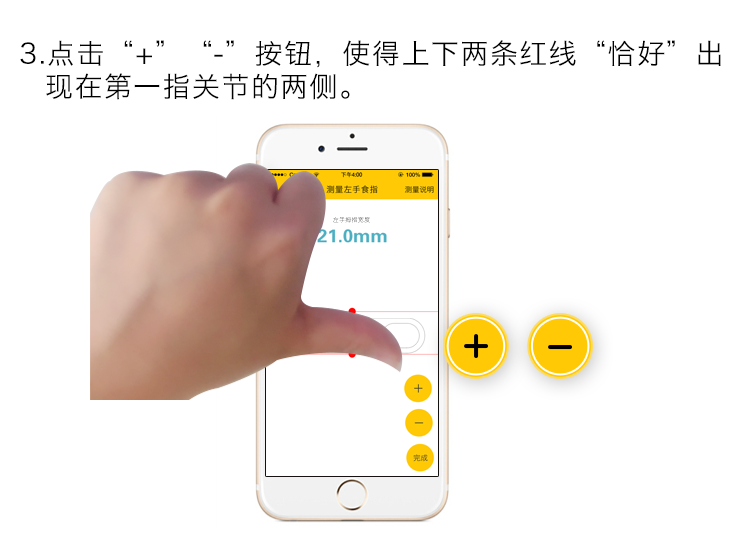 3.点击“+”“-”按钮，使得上下两条红线“恰好”出
现在第一指关节的两侧。
下午4:00
100%
测量左手食指
测量说明
左手拇指宽度
21.0mm
+
−
+
−
完成